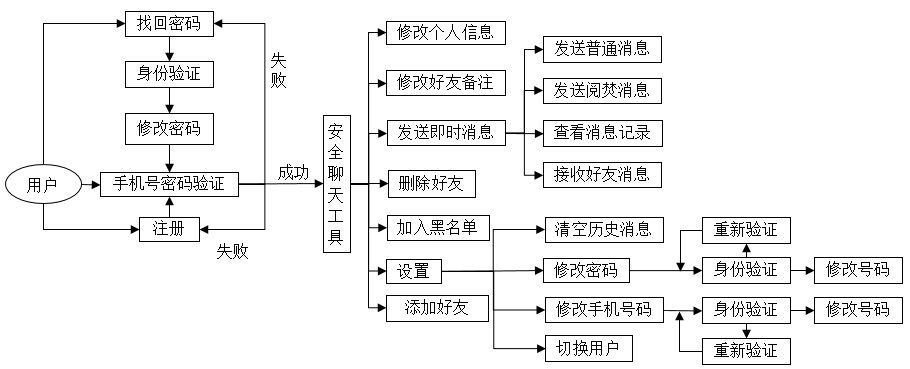 找回密码
身份验证
修改密码
用户
手机号密码验证
注册
失败
失败
成功
安全聊天工具
修改个人信息
修改好友备注
发送即时消息
删除好友
加入黑名单
设置
添加好友
发送普通消息
发送阅焚消息
查看消息记录
接收好友消息
清空历史消息
修改密码
修改手机号码
切换用户
重新验证
身份验证
修改号码
身份验证
修改号码
重新验证